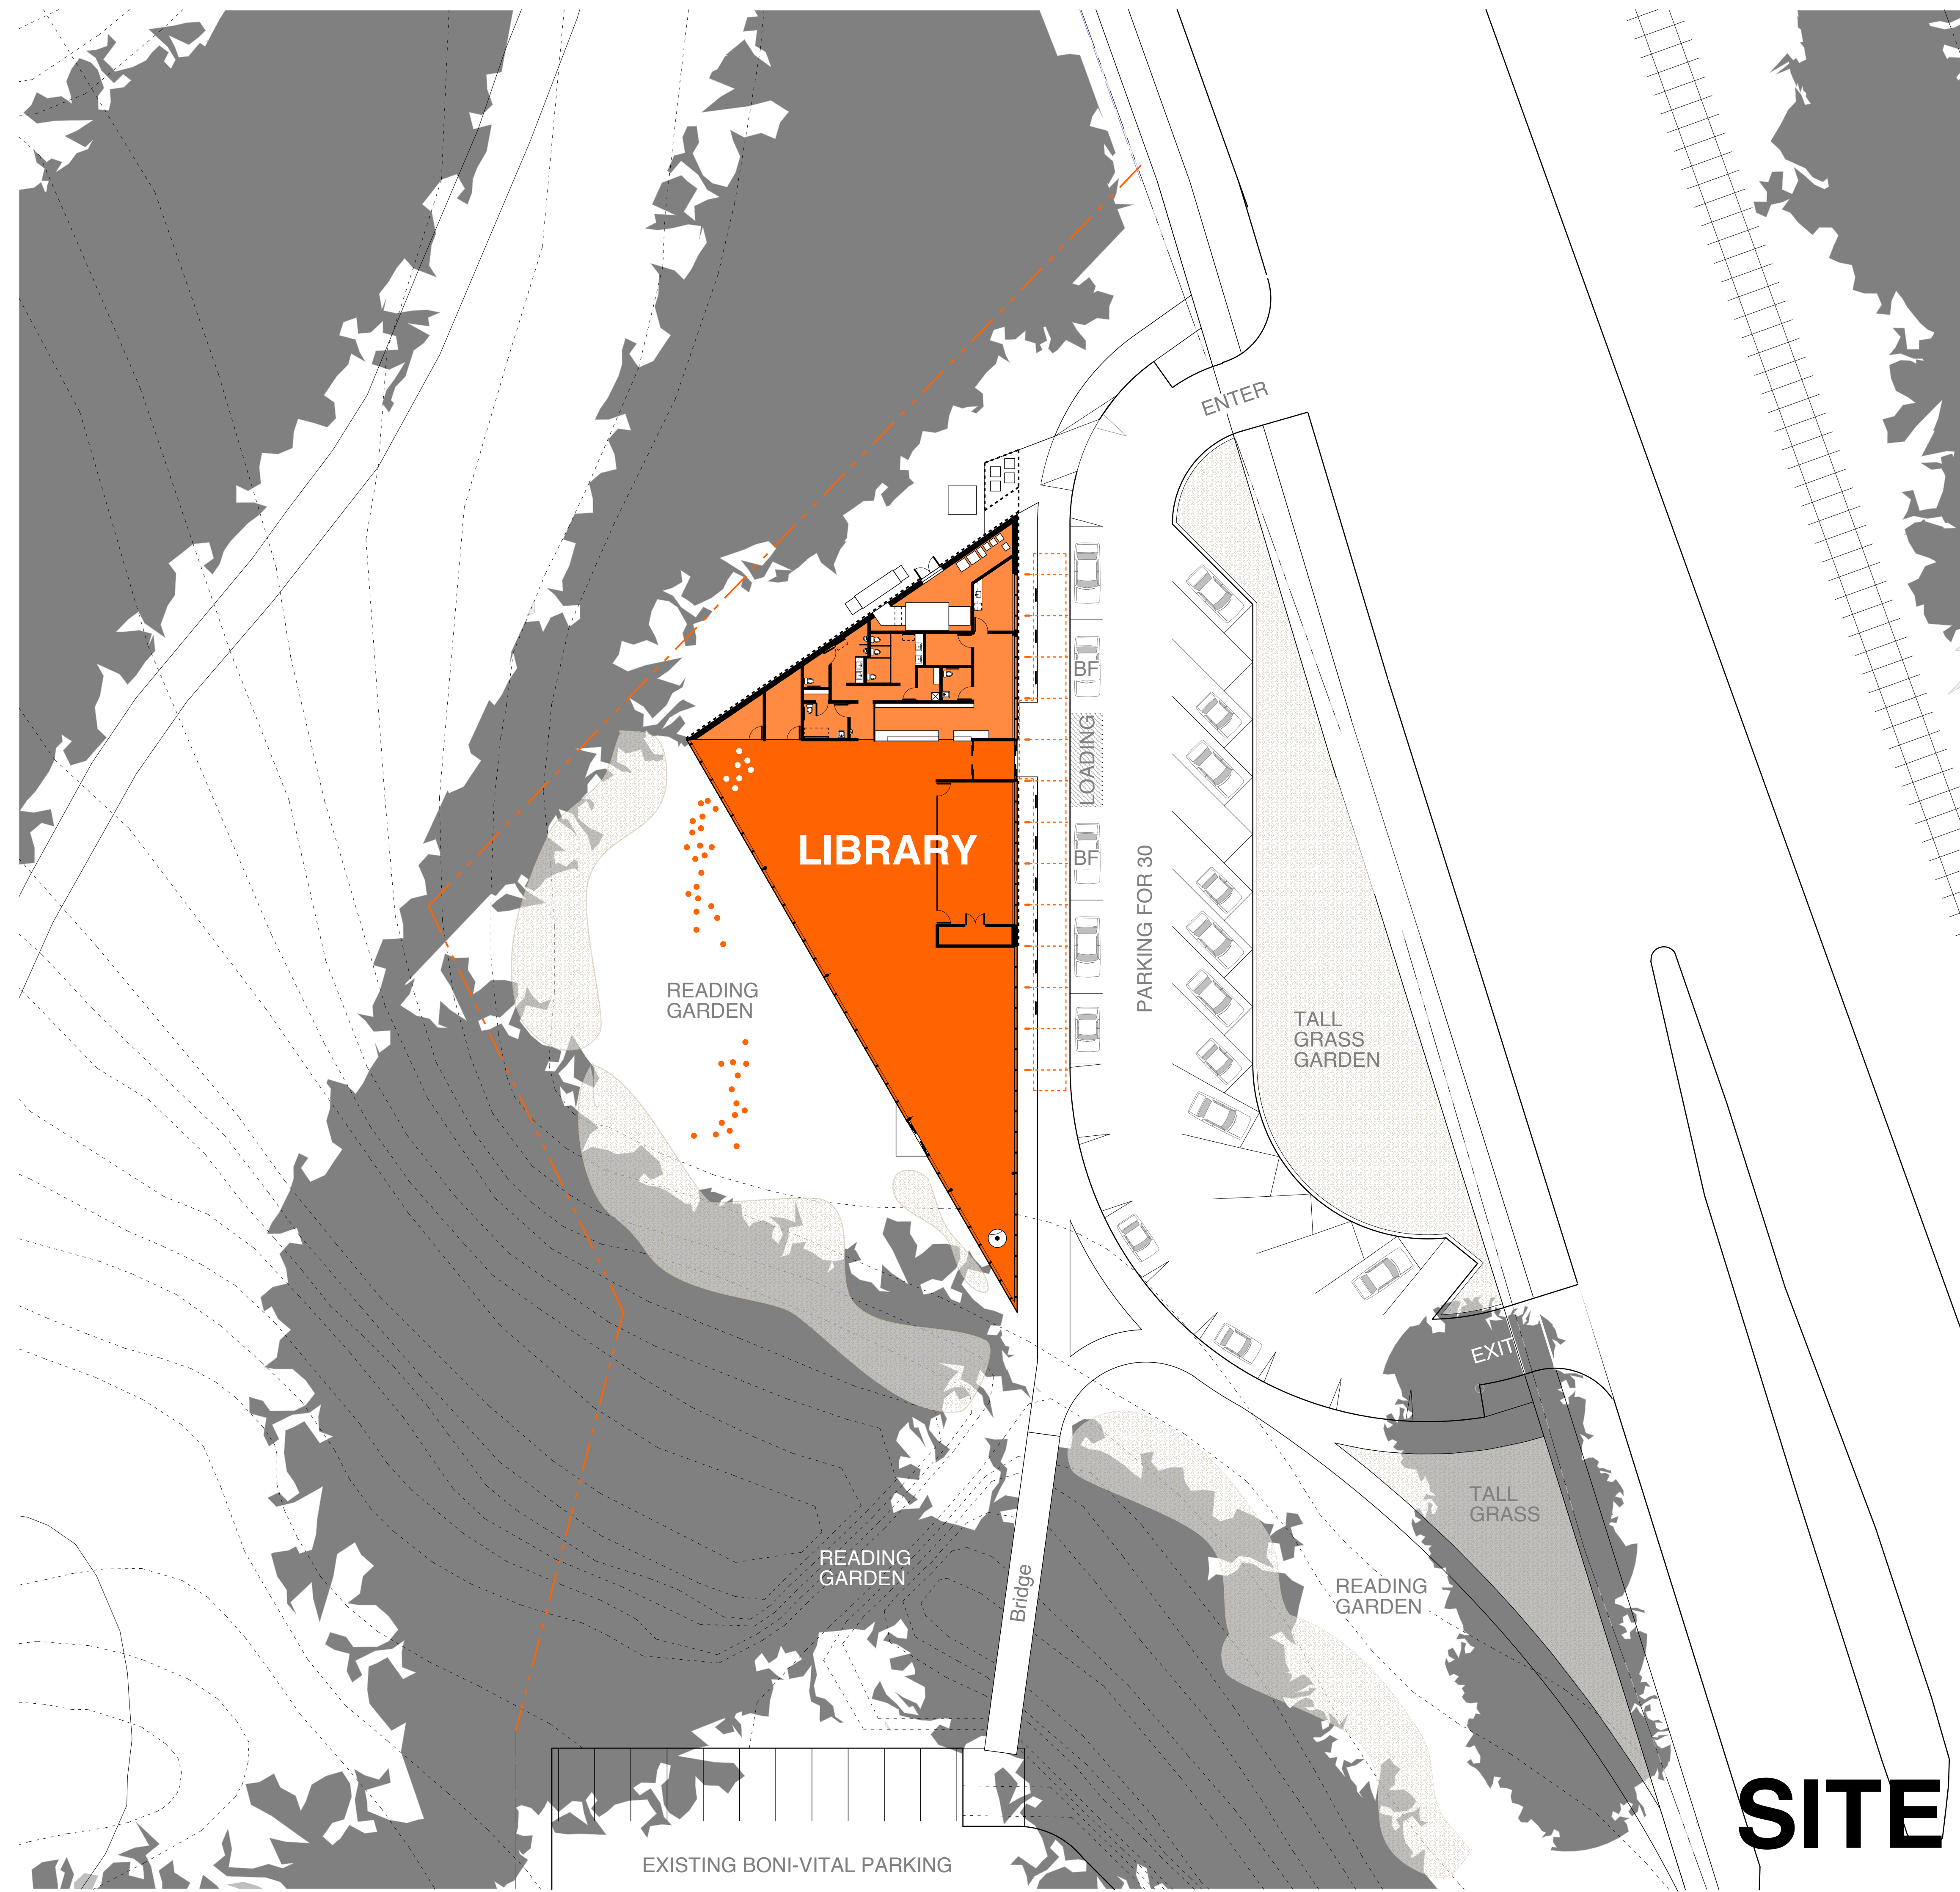 ENTER
BF
LOADING
LIBRARY
BF
PARKING FOR 30
READING
GARDEN
TALL
GRASS
GARDEN
EXIT
TALL
GRASS
READING
GARDEN
Bridge
READING
GARDEN
SITE
EXISTING BONI-VITAL PARKING